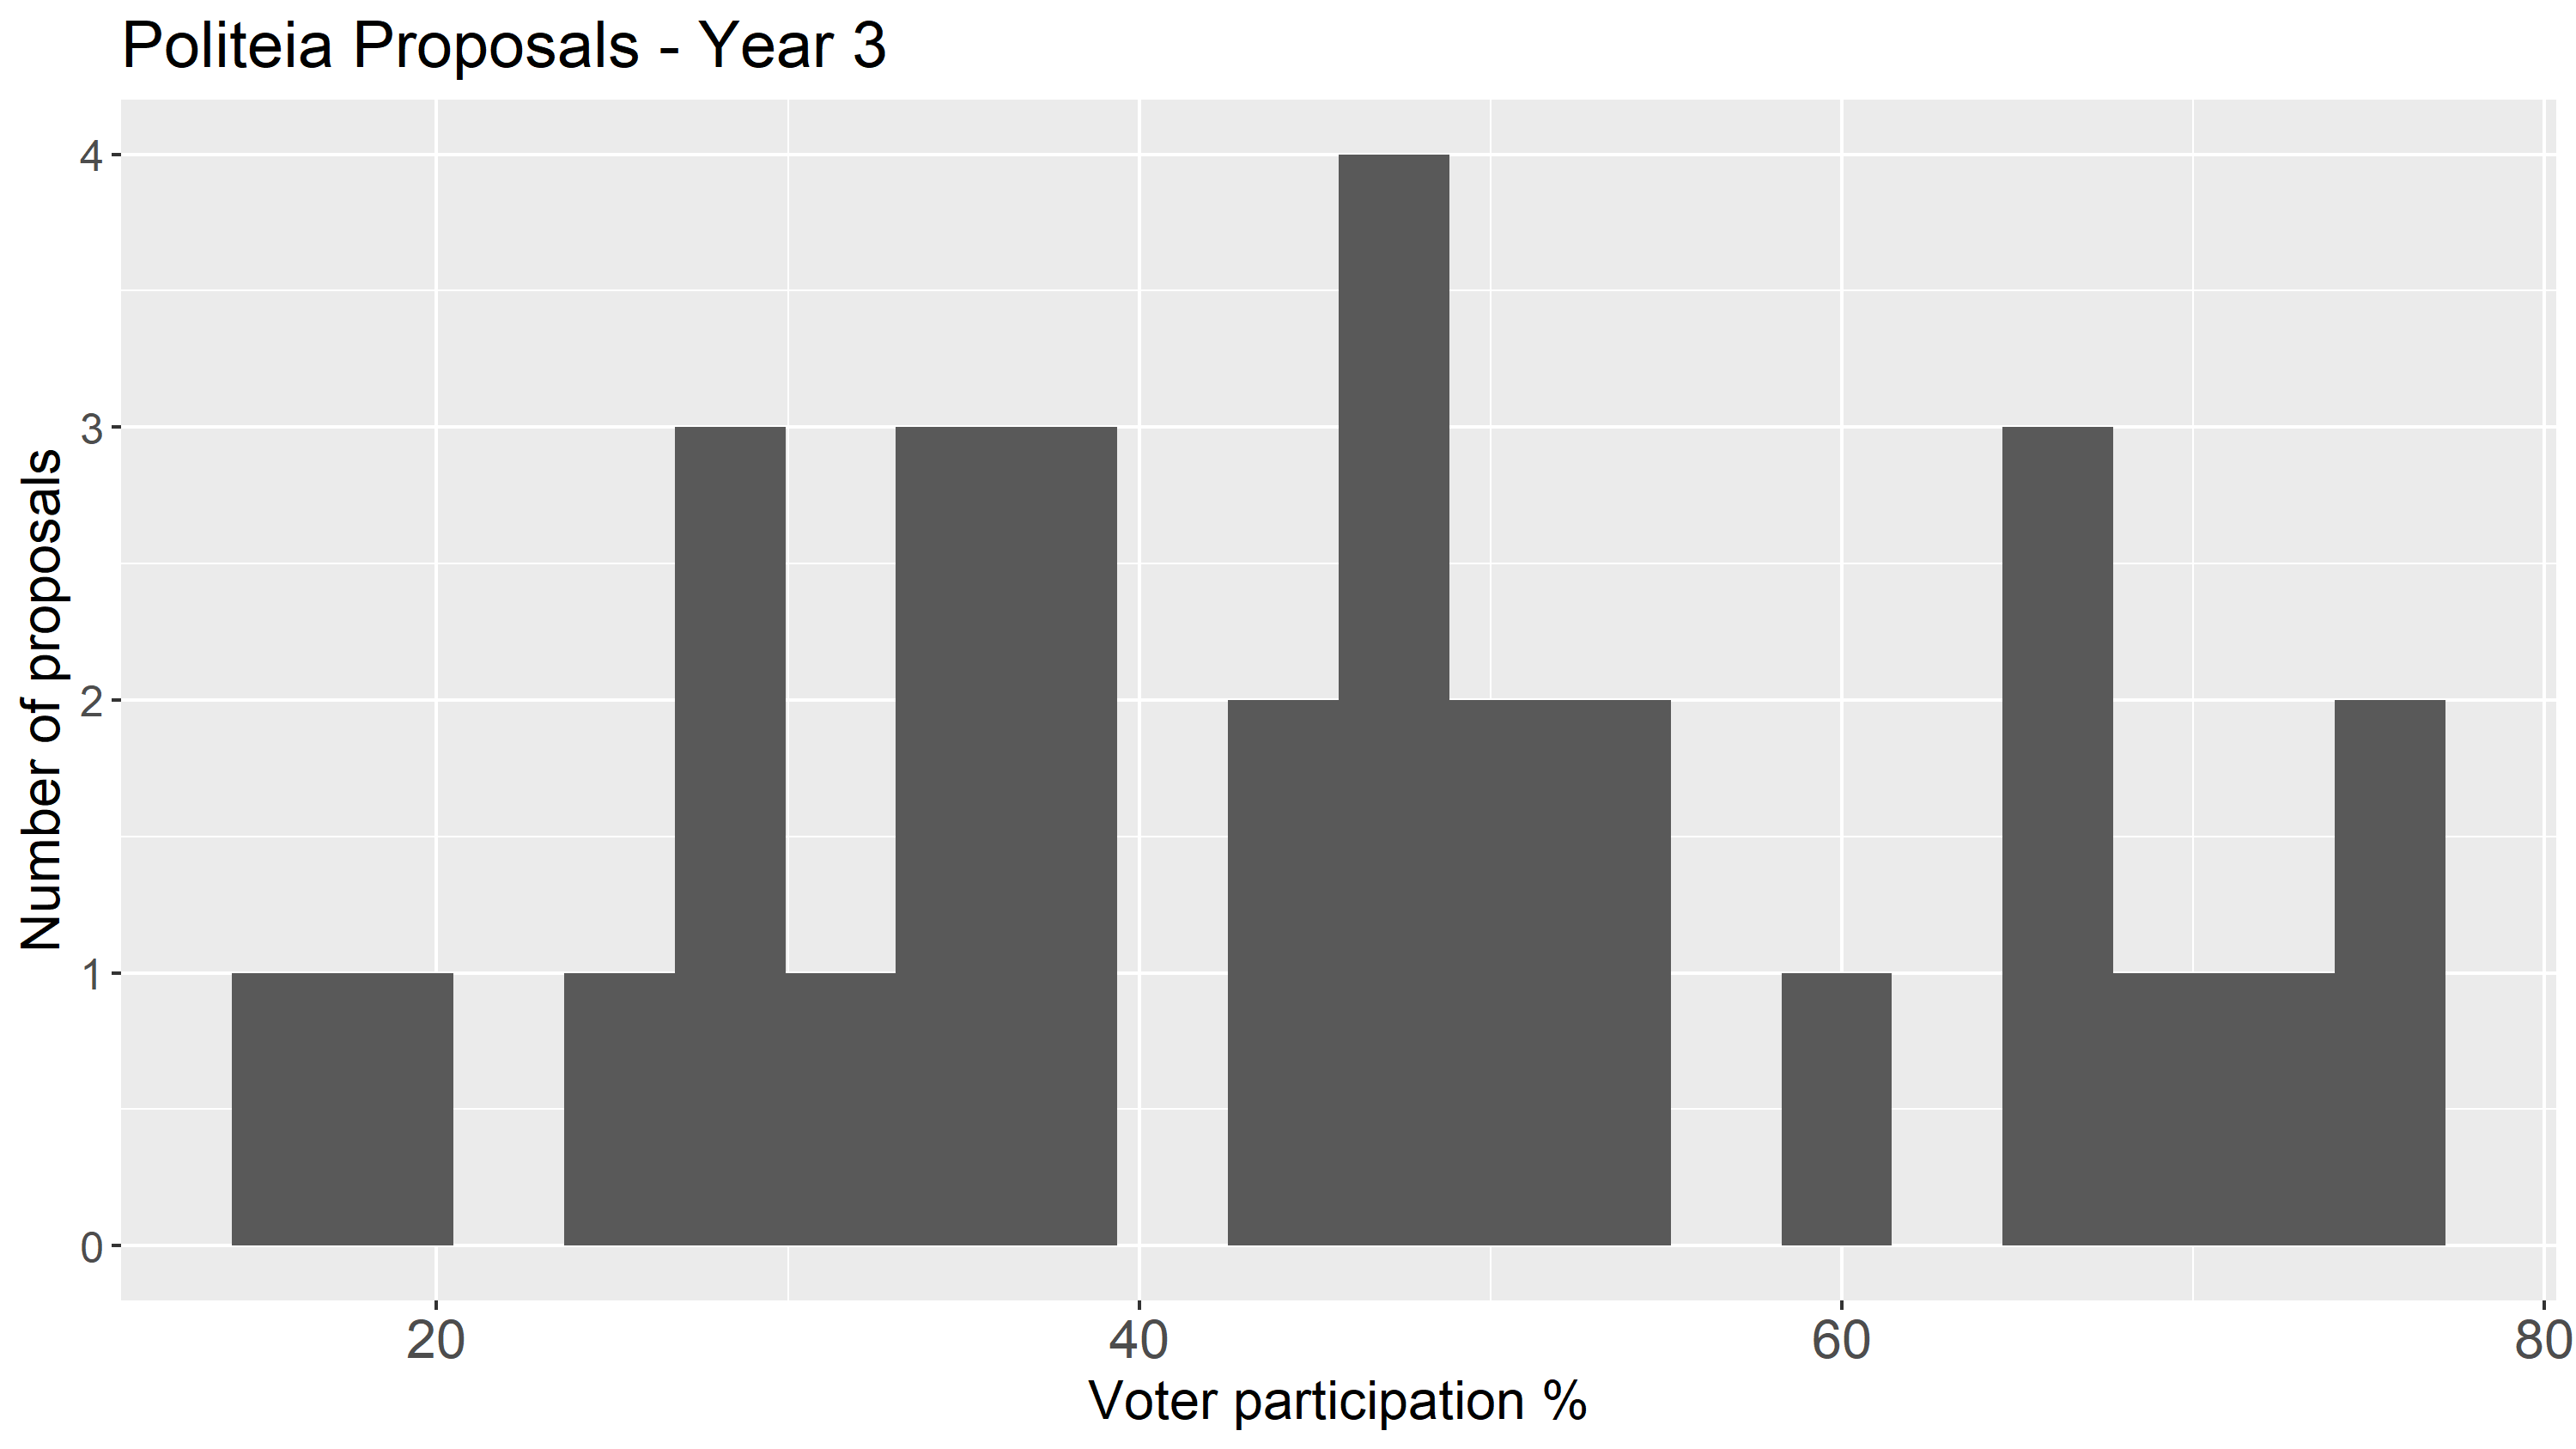 Politeia Proposals - Year 3
Number of proposals
4
3
2
1
0
20 40 60 80
Voter participation %